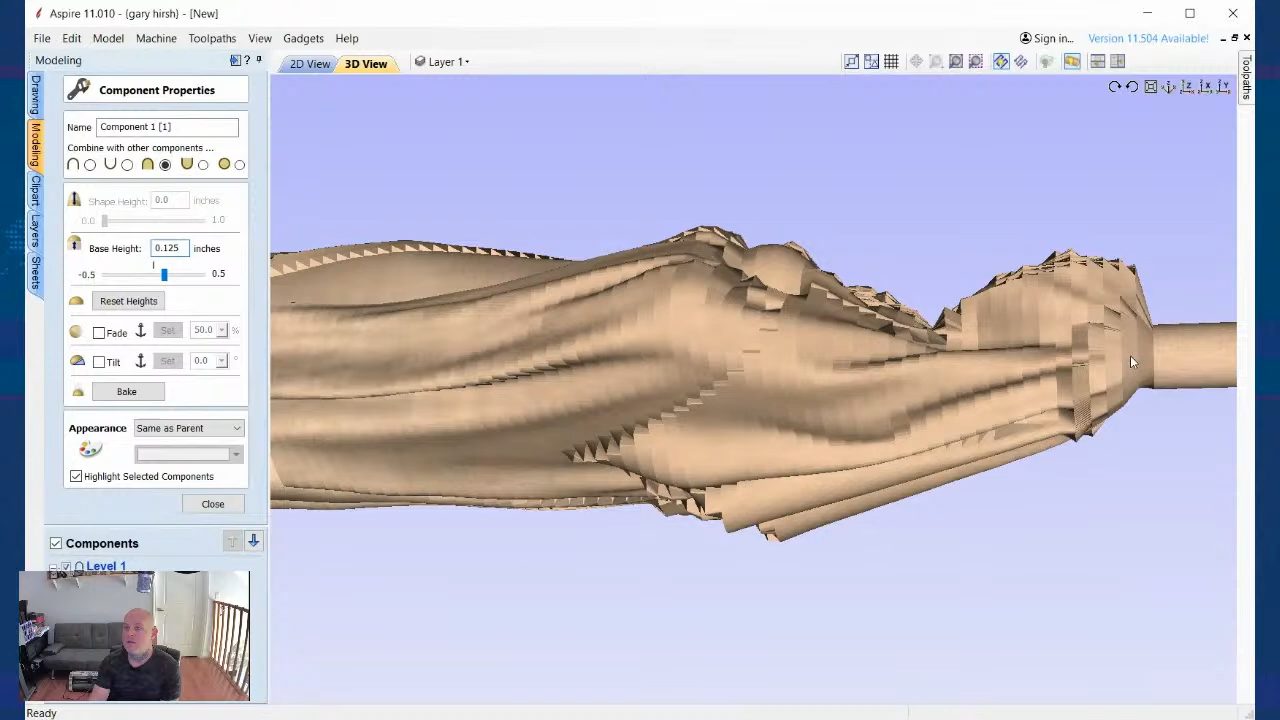 Aspire 11.010 - {gary hirsh} - [New]
File Edit Model Machine Toolpaths View Gadgets Help
Sign in... Version 11.504 Available!
Modeling ?
2D View 3D View Layer 1
Toolpaths
Drawing
Modeling
Clipart
Layers
Sheets
Component Properties
Name Component 1 [1]
Combine with other components ...
Shape Height: 0.0 inches
0.0 1.0
Base Height: 0.125 inches
-0.5 0.5
Reset Heights
Fade Set 50.0 %
Tilt Set 0.0 °
Bake
Appearance Same as Parent
Highlight Selected Components
Close
Components
Level 1
Ready